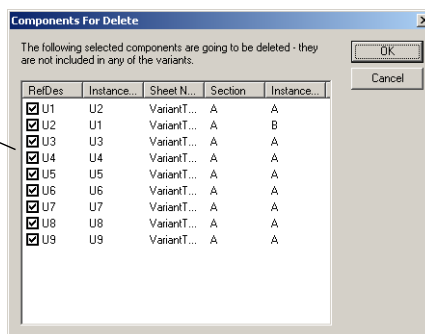 Components For Delete
The following selected components are going to be deleted - they
are not included in any of the variants.
OK
Cancel
RefDes Instance... Sheet N... Section Instance...
U1 U2 VariantT... A A
U2 U1 VariantT... A B
U3 U3 VariantT... A A
U4 U4 VariantT... A A
U5 U5 VariantT... A A
U6 U6 VariantT... A A
U7 U7 VariantT... A A
U8 U8 VariantT... A A
U9 U9 VariantT... A A